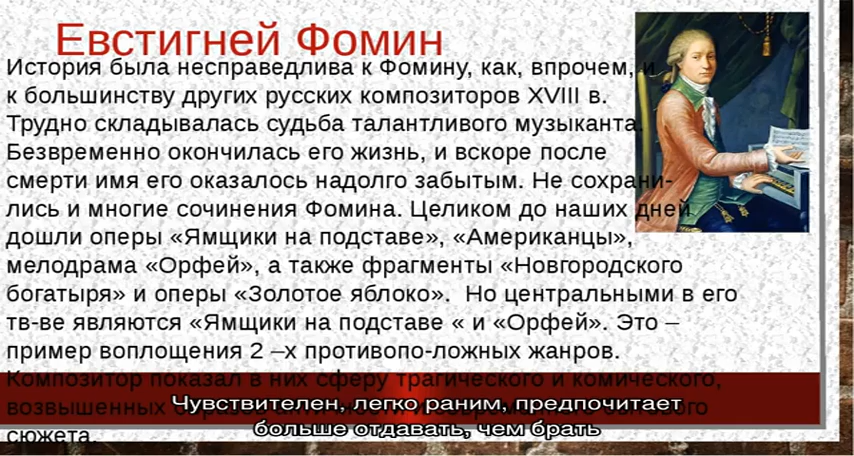 Евстигней Фомин
История была несправедлива к Фомину, как, впрочем, и
к большинству других русских композиторов XVIII в.
Трудно складывалась судьба талантливого музыканта.
Безвременно окончилась его жизнь, и вскоре после
смерти имя его оказалось надолго забытым. Не сохрани-
лись и многие сочинения Фомина. Целиком до наших дней
дошли оперы «Ямщики на подставе», «Американцы»,
мелодрама «Орфей», а также фрагменты «Новгородского
богатыря» и оперы «Золотое яблоко». Но центральными в его
тв-ве являются «Ямщики на подставе « и «Орфей». Это –
пример воплощения 2 –х противопо-ложных жанров.
Композитор показал в них сферу трагического и комического,
возвышенных
сюжета.
Чувствителен, легко раним, предпочитает
больше отдавать, чем брать